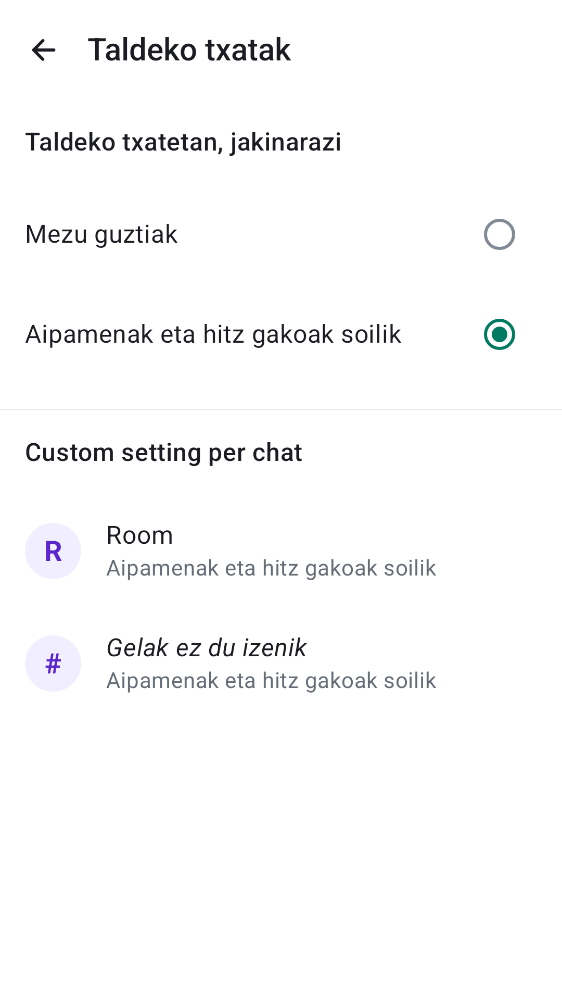 Taldeko txatak
Taldeko txatetan, jakinarazi
Mezu guztiak
Aipamenak eta hitz gakoak soilik
Custom setting per chat
R
Room
Aipamenak eta hitz gakoak soilik
#
Gelak ez du izenik
Aipamenak eta hitz gakoak soilik